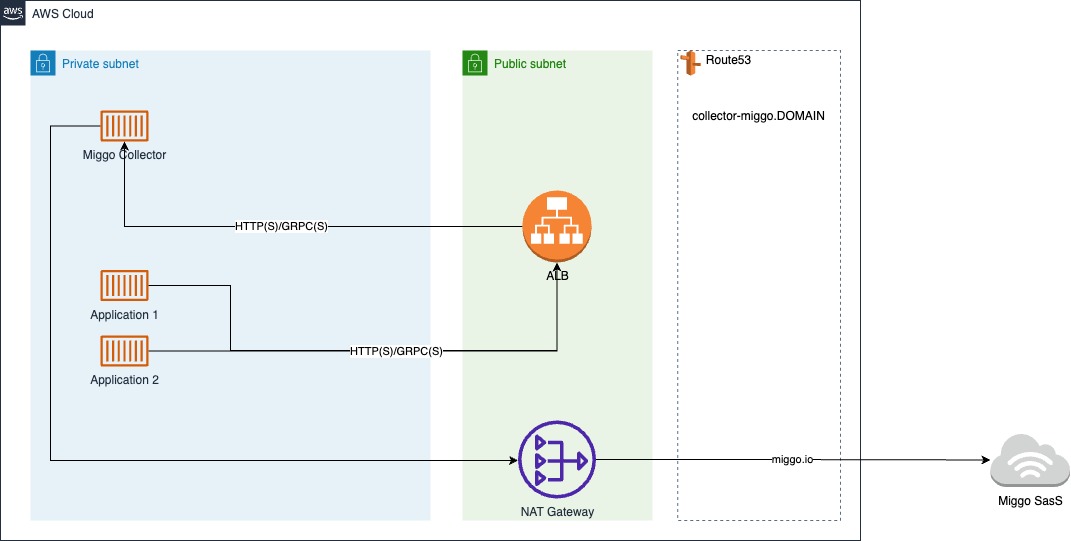 aws
AWS Cloud
Private subnet
Public subnet
Route53
collector-miggo.DOMAIN
Miggo Collector
HTTP(S)/GRPC(S)
ALB
Application 1
HTTP(S)/GRPC(S)
Application 2
miggo.io
Miggo SasS
NAT Gateway